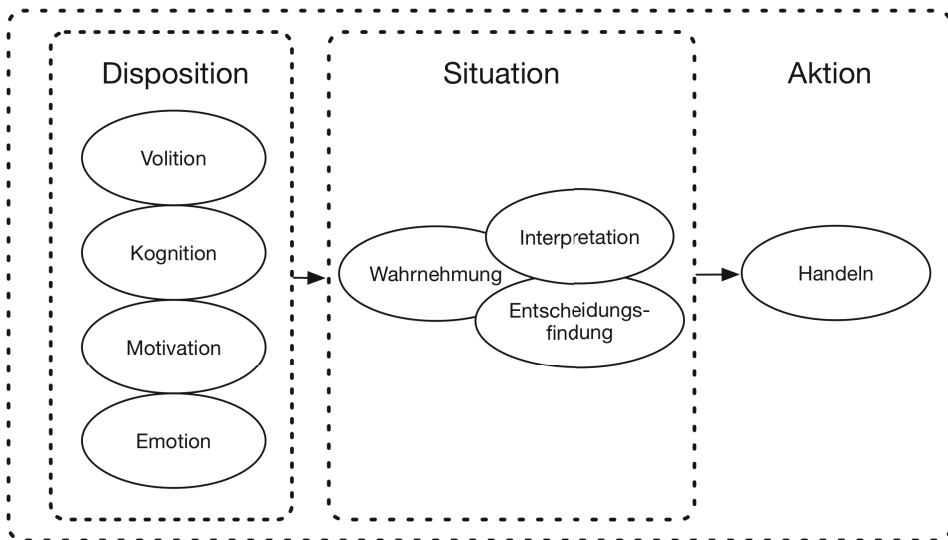 Disposition
Volition
Kognition
Motivation
Emotion
Situation
Wahrnehmung
Interpretation
Entscheidungs-
findung
Aktion
Handeln